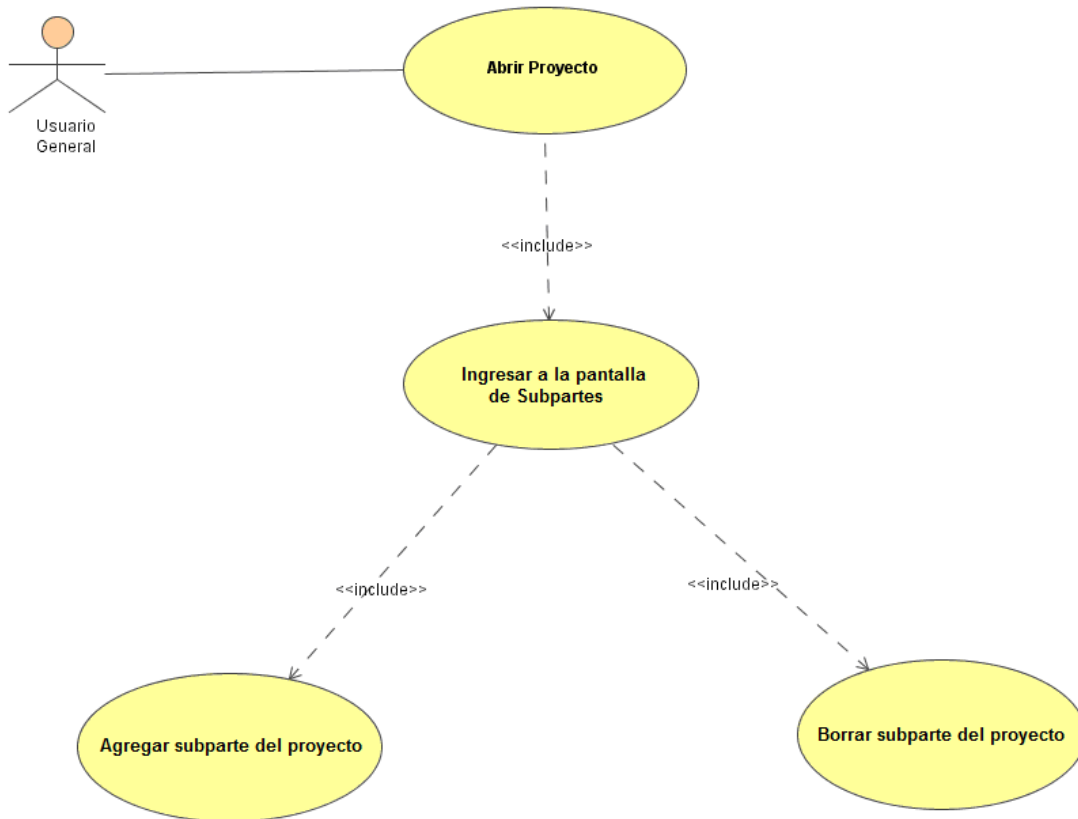 Abrir Proyecto
Usuario
General
<<include>>
Ingresar a la pantalla
de Subpartes
<<include>>
<<include>>
Agregar subparte del proyecto
Borrar subparte del proyecto